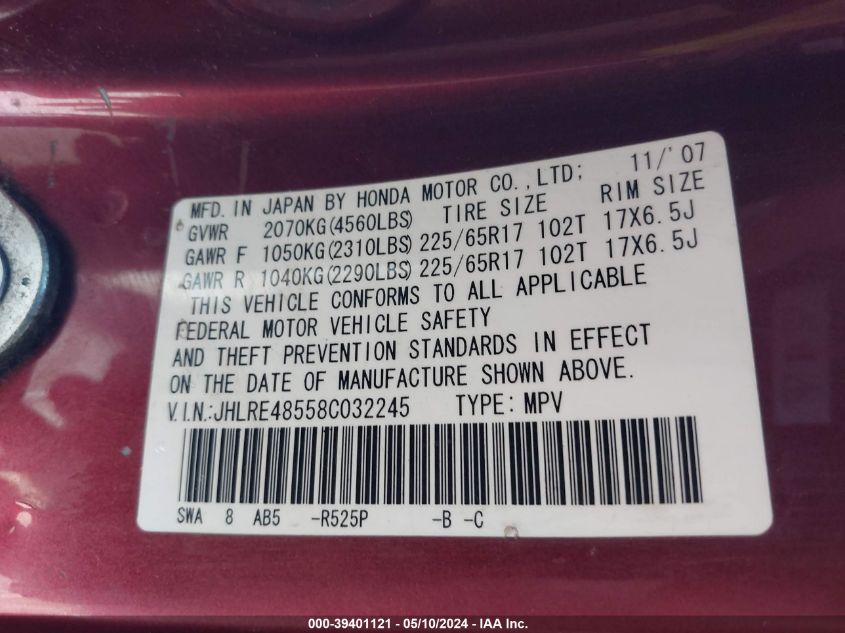 MFD. IN JAPAN BY HONDA MOTOR CO.,LTD; 11/'07
GVWR 2070KG(4560LBS) TIRE SIZE RIM SIZE
GAWR F 1050KG(2310LBS) 225/65R17 102T 17X6.5J
GAWR R 1040KG(2290LBS) 225/65R17 102T 17X6.5J
THIS VEHICLE CONFORMS TO ALL APPLICABLE
FEDERAL MOTOR VEHICLE SAFETY
AND THEFT PREVENTION STANDARDS IN EFFECT
ON THE DATE OF MANUFACTURE SHOWN ABOVE.
V.I.N.:JHLRE48558C032245 TYPE: MPV
SWA 8 AB5 -R525P -B -C
000-39401121 - 05/10/2024 - IAA Inc.